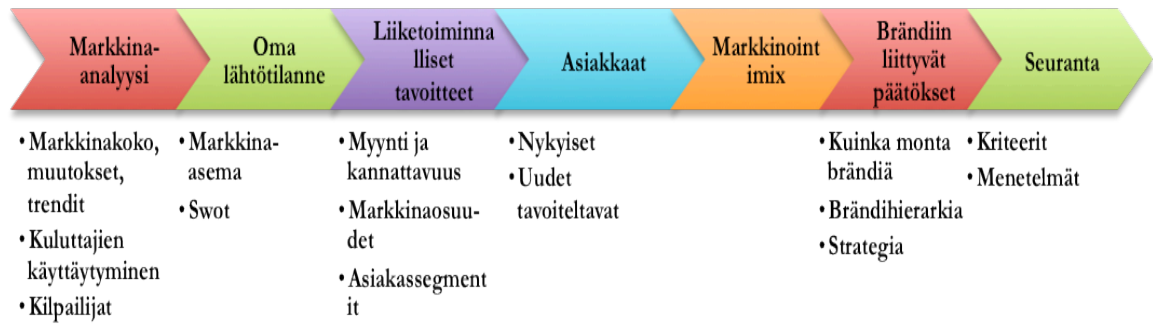 Markkina-
analyysi
Oma
lähtötilanne
Liiketoiminna
lliset
tavoitteet
Asiakkaat
Markkinoint
imix
Brändiin
liittyvät
päätökset
Seuranta
• Markkinakoko,
muutokset,
trendit
• Kuluttajien
käyttäytyminen
• Kilpailijat
• Markkina-
asema
• Swot
• Myynti ja
kannattavuus
• Markkinaosuu-
det
• Asiakassegment
it
• Nykyiset
• Uudet
tavoiteltavat
• Kuinka monta
brändiä
• Brändihierarkia
• Strategia
• Kriteerit
• Menetelmät